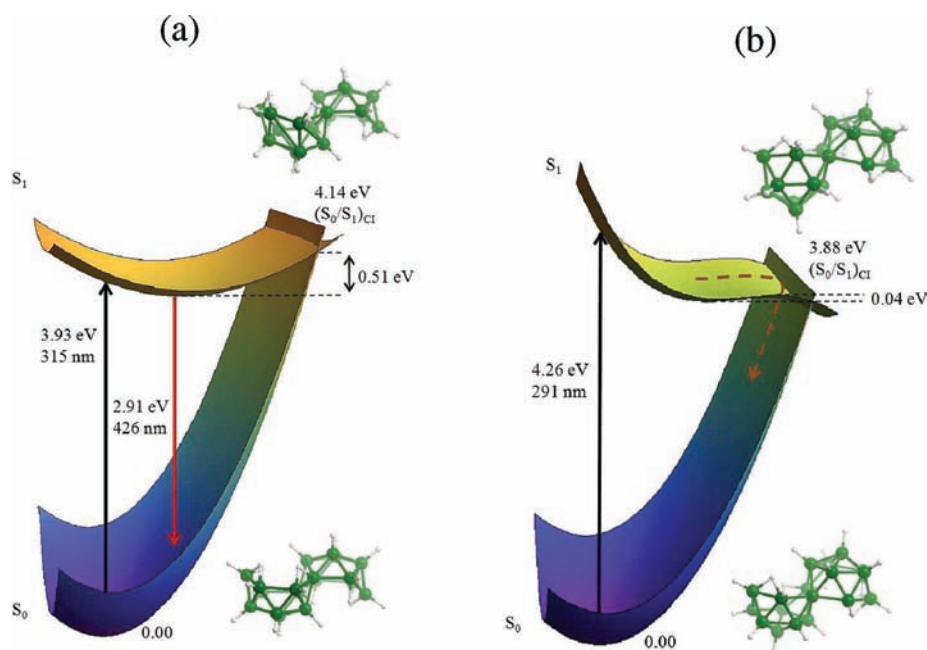 (a)
S₁
4.14 eV
(S₀/S₁)CI
0.51 eV
3.93 eV
315 nm
2.91 eV
426 nm
S₀
0.00
(b)
S₁
3.88 eV
(S₀/S₁)CI
0.04 eV
4.26 eV
291 nm
S₀
0.00